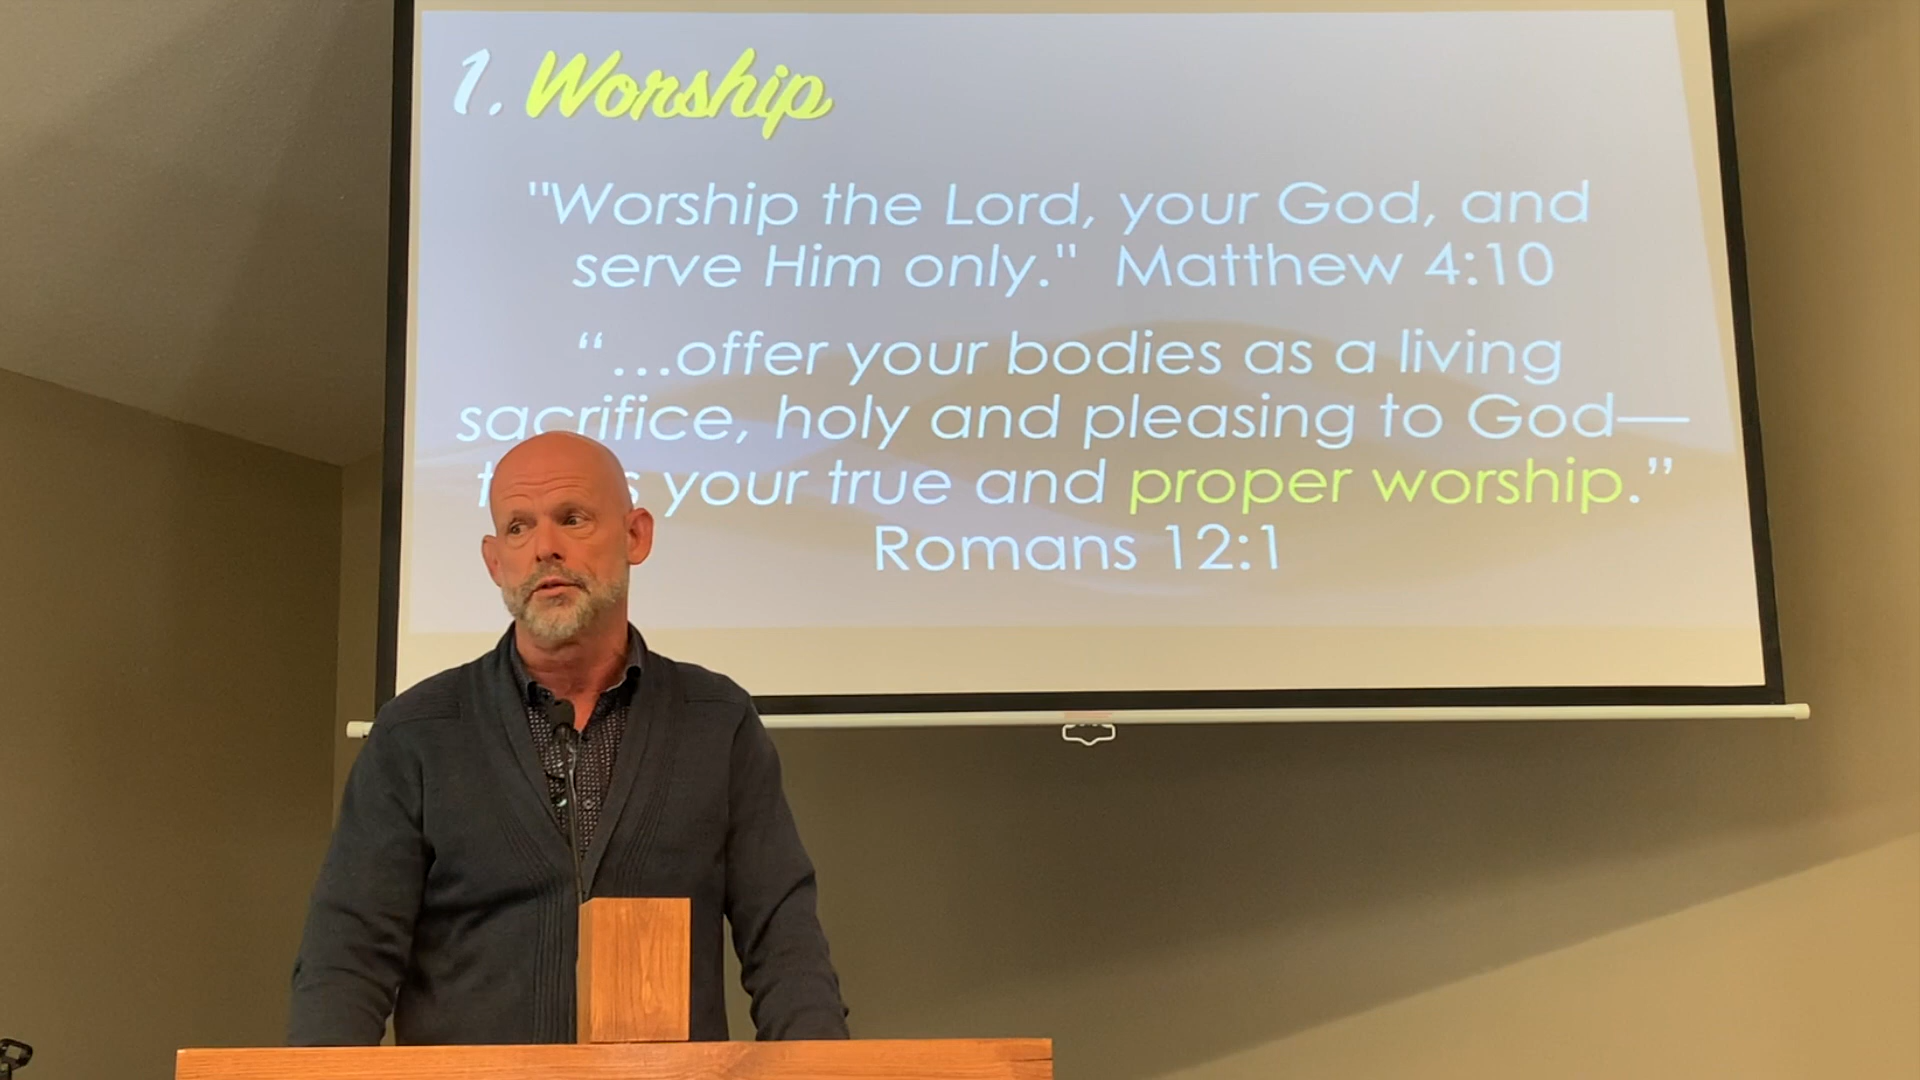 1. Worship
"Worship the Lord, your God, and
serve Him only." Matthew 4:10
“...offer your bodies as a living
sacrifice, holy and pleasing to God—
your true and proper worship.”
Romans 12:1